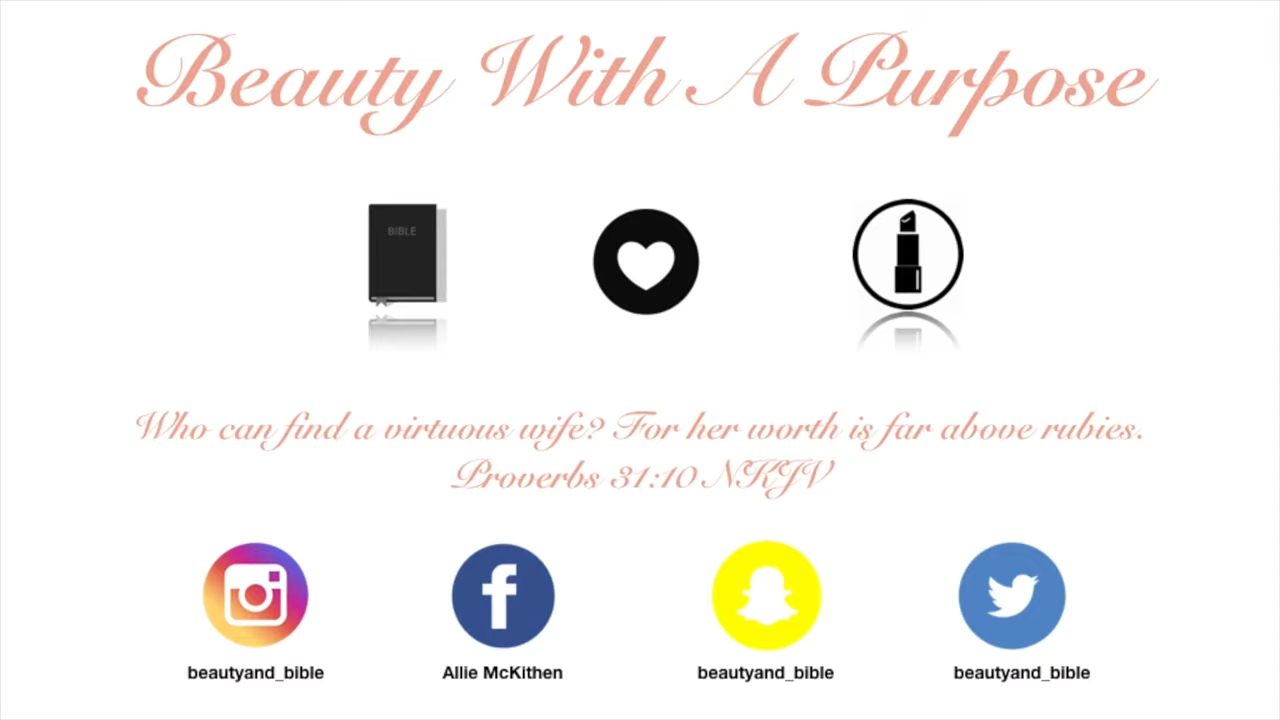 Beauty With A Purpose
BIBLE
Who can find a virtuous wife? For her worth is far above rubies.
Proverbs 31:10 NKJV
beautyand_bible
Allie McKithen
beautyand_bible
beautyand_bible